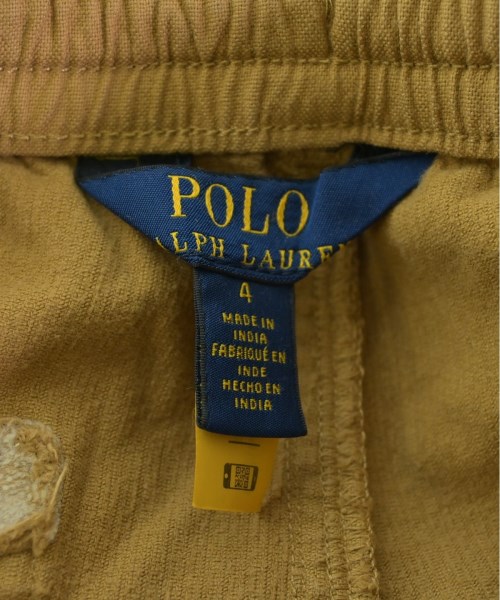 POLO
ALPH LAURE
4
MADE IN
INDIA
FABRIQUÉ EN
INDE
HECHO EN
INDIA